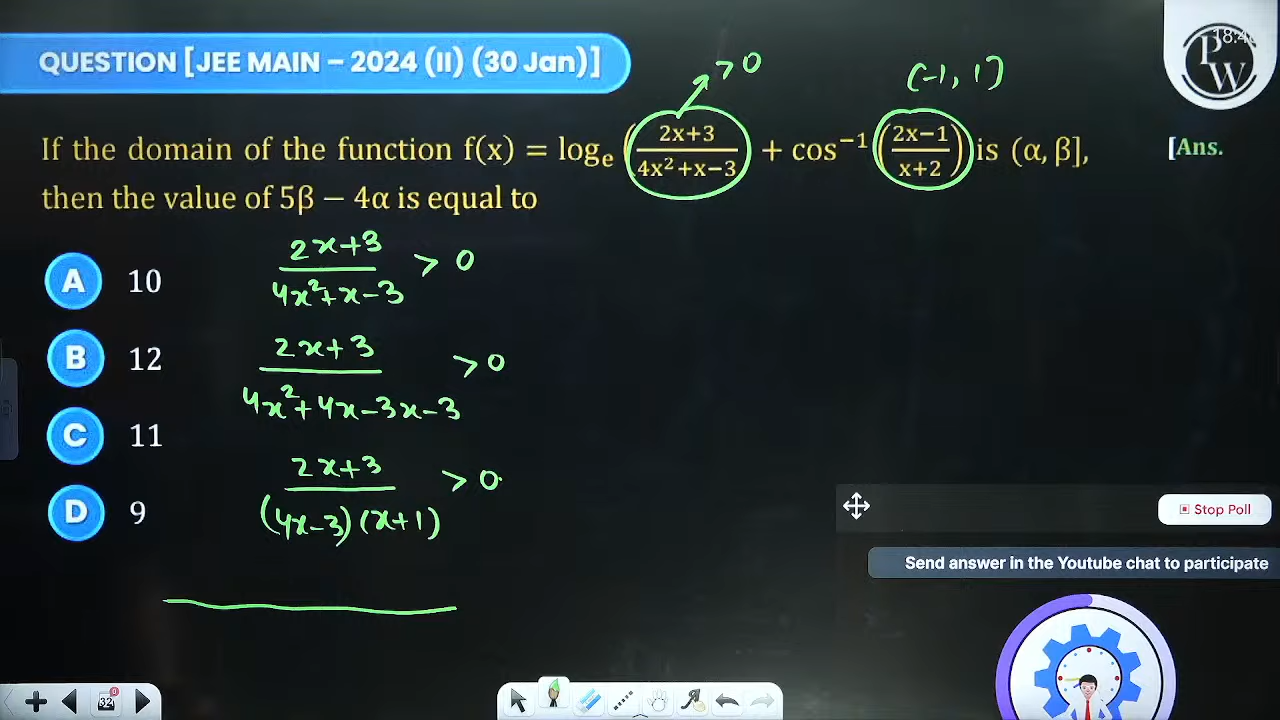 QUESTION [JEE MAIN – 2024 (II) (30 Jan)]
> 0
(-1, 1)
PW
If the domain of the function f(x) = logₑ ((2x+3)/(4x²+x−3)) + cos⁻¹ ((2x−1)/(x+2)) is (α, β],
[Ans.
then the value of 5β − 4α is equal to
A 10
B 12
C 11
D 9
(2x+3)/(4x²+x-3) > 0
(2x+3)/(4x²+4x-3x-3) > 0
(2x+3)/((4x-3)(x+1)) > 0
Stop Poll
Send answer in the Youtube chat to participate
32
0